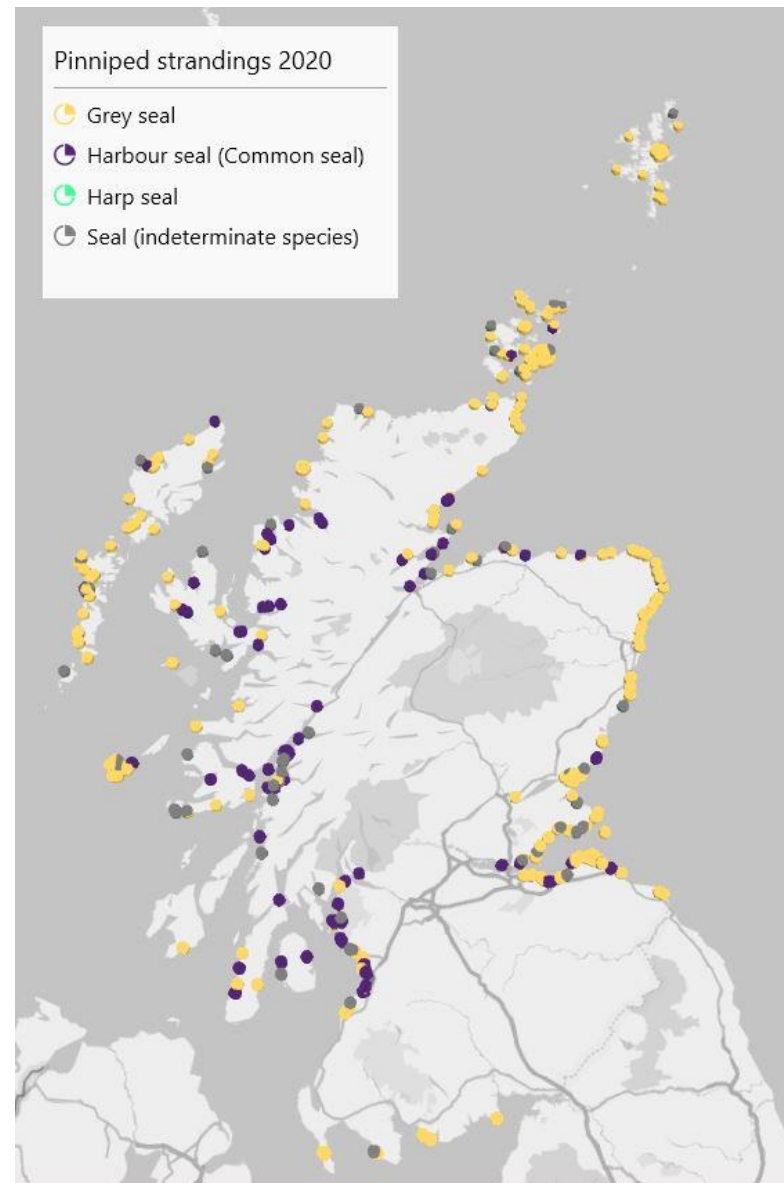 Pinniped strandings 2020
Grey seal
Harbour seal (Common seal)
Harp seal
Seal (indeterminate species)